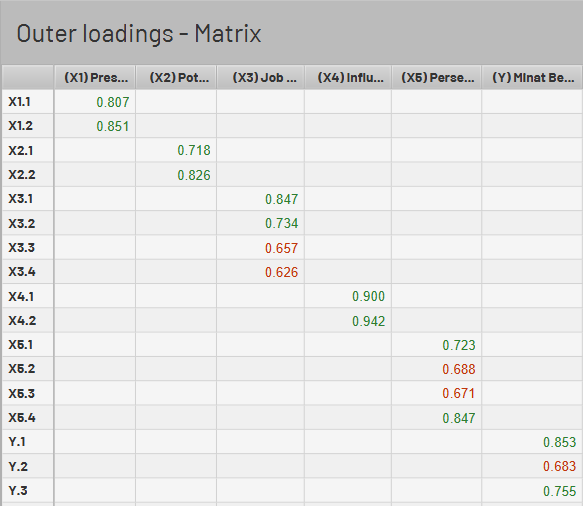 Outer loadings - Matrix
(X1) Pres... (X2) Pot... (X3) Job ... (X4) Influ... (X5) Perse... (Y) Minat Be...
X1.1 0.807
X1.2 0.851
X2.1 0.718
X2.2 0.826
X3.1 0.847
X3.2 0.734
X3.3 0.657
X3.4 0.626
X4.1 0.900
X4.2 0.942
X5.1 0.723
X5.2 0.688
X5.3 0.671
X5.4 0.847
Y.1 0.853
Y.2 0.683
Y.3 0.755